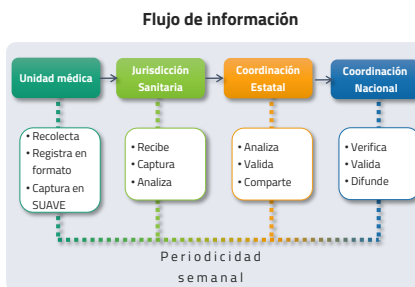 Flujo de información
Unidad médica
Jurisdicción
Sanitaria
Coordinación
Estatal
Coordinación
Nacional
• Recolecta
• Registra en
formato
• Captura en
SUAVE
• Recibe
• Captura
• Analiza
• Analiza
• Valida
• Comparte
• Verifica
• Valida
• Difunde
Periodicidad
semanal